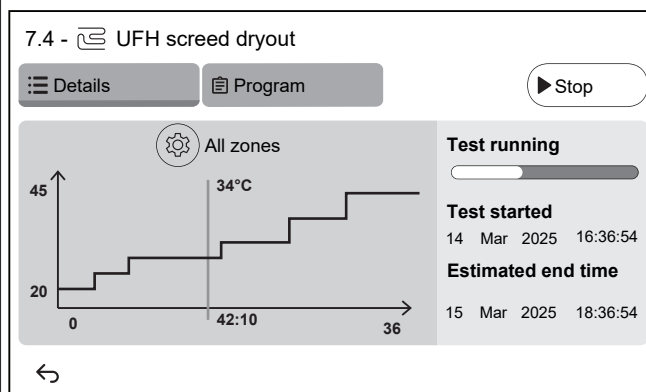 7.4 - UFH screed dryout
Details
Program
Stop
All zones
45
34°C
20
0
42:10
36
Test running
Test started
14 Mar 2025 16:36:54
Estimated end time
15 Mar 2025 18:36:54